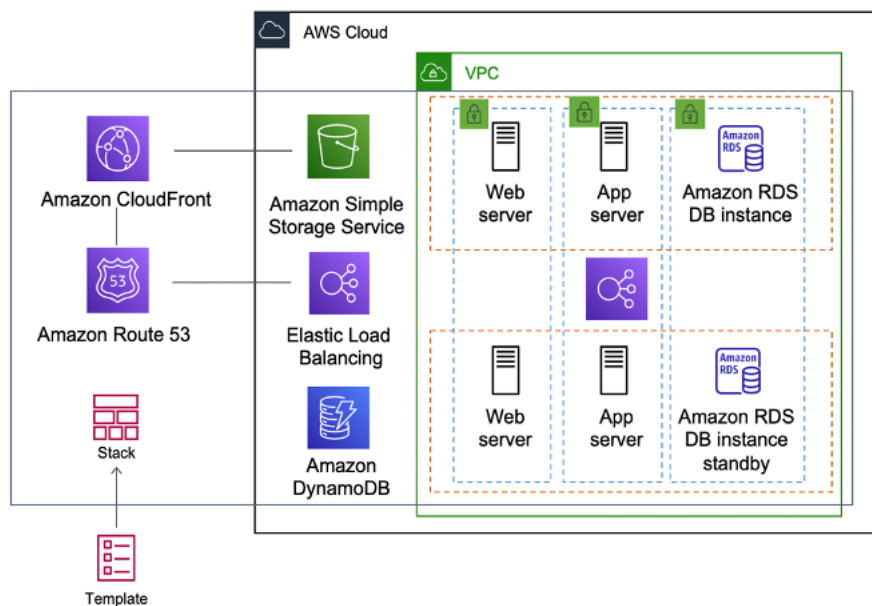 AWS Cloud
VPC
Amazon CloudFront
Amazon Simple
Storage Service
Web
server
App
server
Amazon
RDS
Amazon RDS
DB instance
53
Amazon Route 53
Elastic Load
Balancing
Web
server
App
server
Amazon
RDS
Amazon RDS
DB instance
standby
Stack
Amazon
DynamoDB
Template